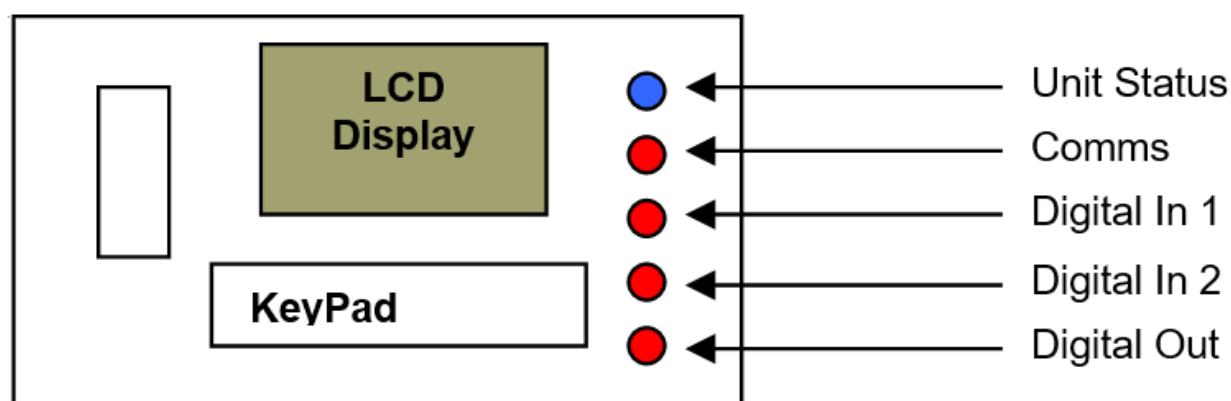 LCD
Display
KeyPad
Unit Status
Comms
Digital In 1
Digital In 2
Digital Out